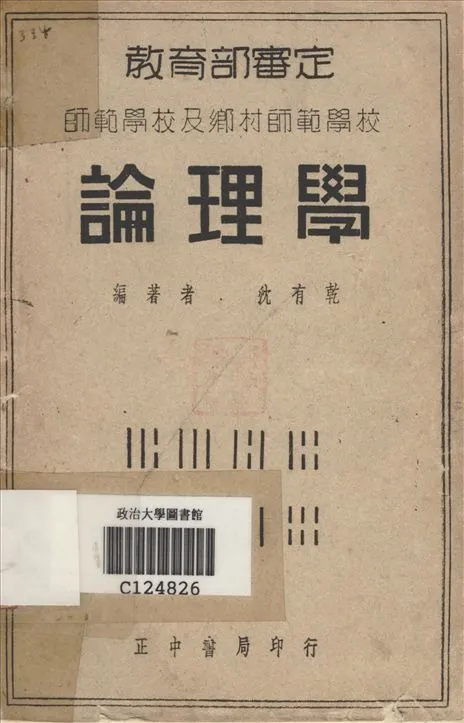 338
教育部審定
師範學校及鄉村師範學校
論理學
編著者．沈有乾
政治大學圖書館
C124826
正中書局印行